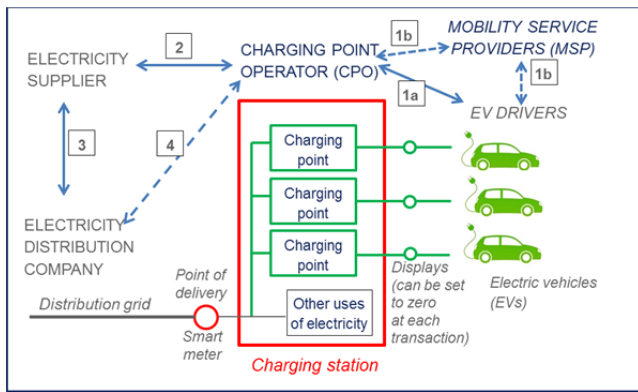 ELECTRICITY
SUPPLIER
2
CHARGING POINT
OPERATOR (CPO)
1b
MOBILITY SERVICE
PROVIDERS (MSP)
1b
1a
EV DRIVERS
3
4
Charging
point
Charging
point
Charging
point
ELECTRICITY
DISTRIBUTION
COMPANY
Point of
delivery
Distribution grid
Smart
meter
Other uses
of electricity
Displays
(can be set
to zero
at each
transaction)
Electric vehicles
(EVs)
Charging station